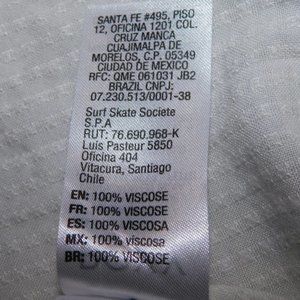 SANTA FE #495, PISO
12, OFICINA 1201 COL.
CRUZ MANCA
CUAJIMALPA DE
MORELOS, C.P. 05349
CIUDAD DE MEXICO
RFC: QME 061031 JB2
BRAZIL CNPJ:
07.230.513/0001-38
Surf Skate Societe
S.P.A
RUT: 76.690.968-K
Luis Pasteur 5850
Oficina 404
Vitacura, Santiago
Chile
EN: 100% VISCOSE
FR: 100% VISCOSE
ES: 100% VISCOSA
MX: 100% viscosa
BR: 100% VISCOSE